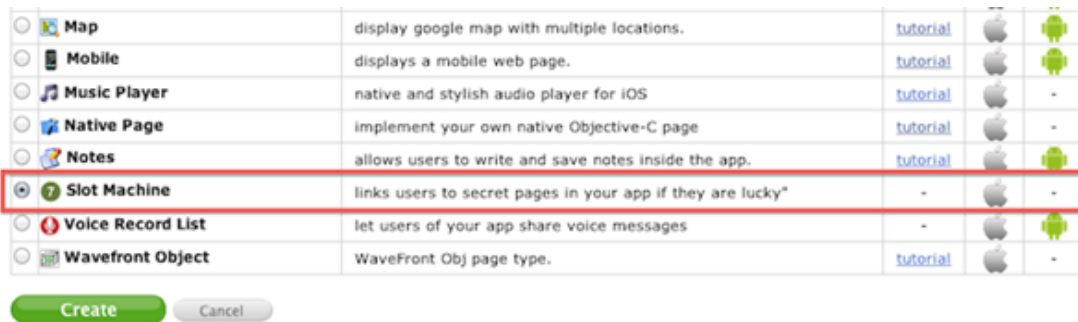 Map display google map with multiple locations. tutorial
Mobile displays a mobile web page. tutorial
Music Player native and stylish audio player for iOS tutorial -
Native Page implement your own native Objective-C page tutorial -
Notes allows users to write and save notes inside the app. tutorial
7 Slot Machine links users to secret pages in your app if they are lucky" - -
Voice Record List let users of your app share voice messages -
Wavefront Object WaveFront Obj page type. tutorial -
Create Cancel